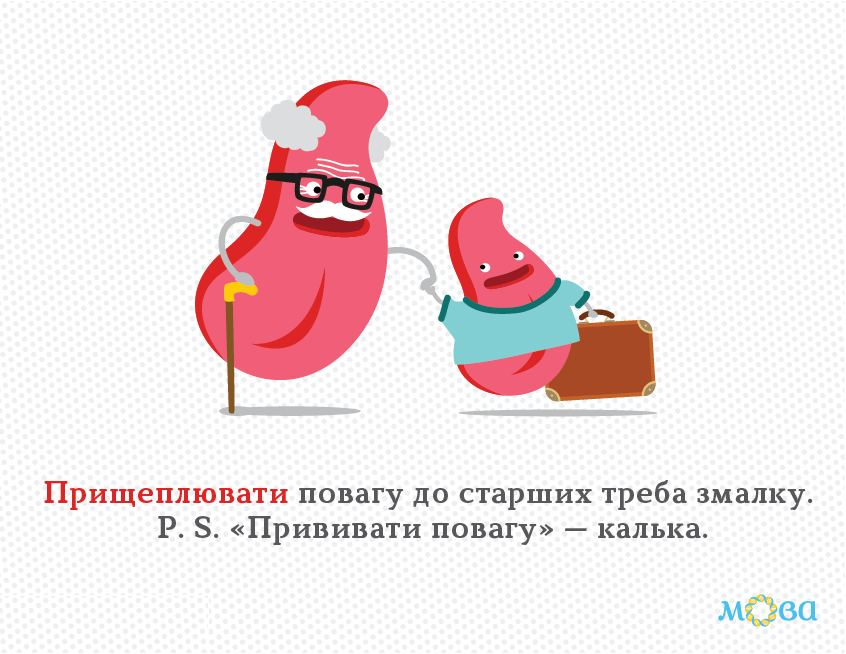 Прищеплювати повагу до старших треба змалку.
P. S. «Прививати повагу» — калька.
мова